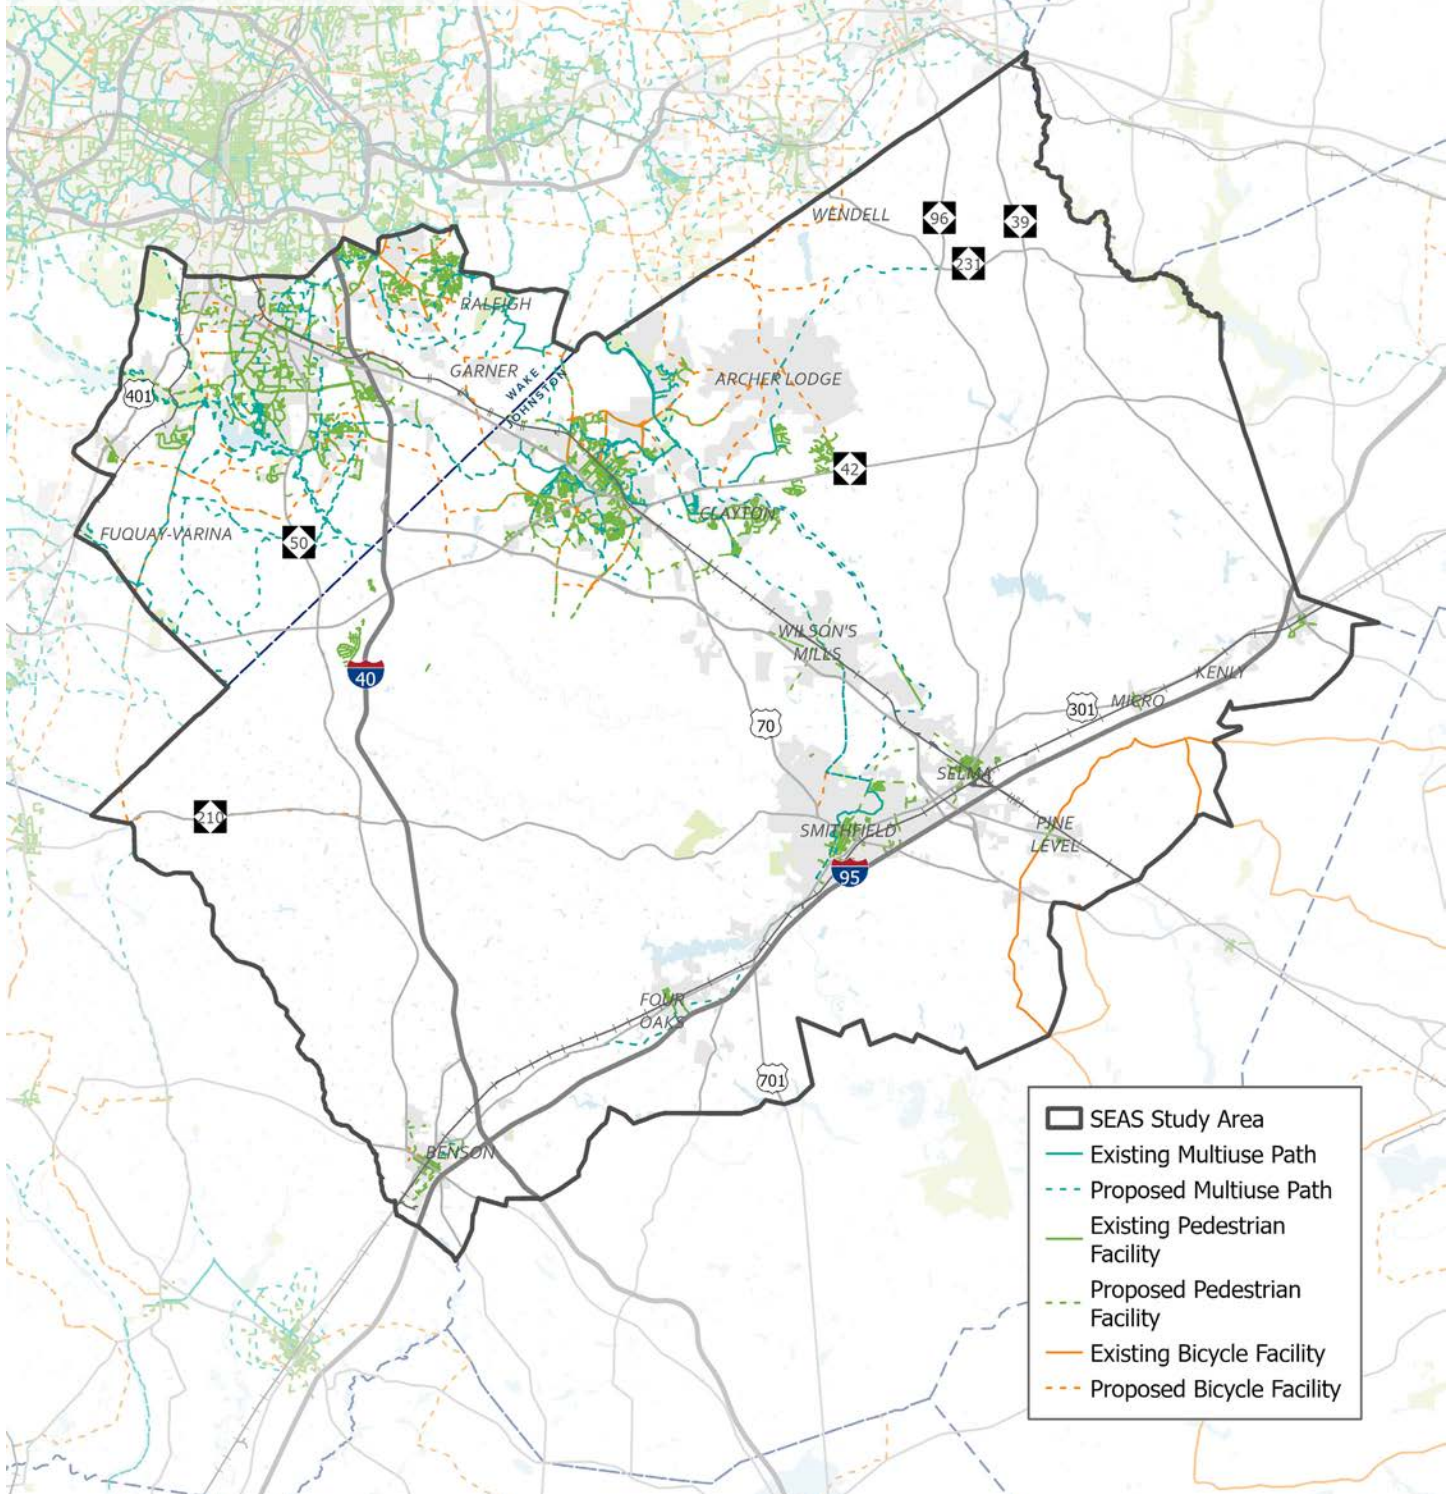 WENDELL
96
39
231
RALEIGH
GARNER
WAKE
JOHNSTON
ARCHER LODGE
401
42
CLAYTON
FUQUAY-VARINA
50
WILSON'S
MILLS
40
KENLY
MICRO
301
70
SELMA
210
SMITHFIELD
PINE
LEVEL
95
FOUR
OAKS
701
BENSON
SEAS Study Area
Existing Multiuse Path
Proposed Multiuse Path
Existing Pedestrian
Facility
Proposed Pedestrian
Facility
Existing Bicycle Facility
Proposed Bicycle Facility